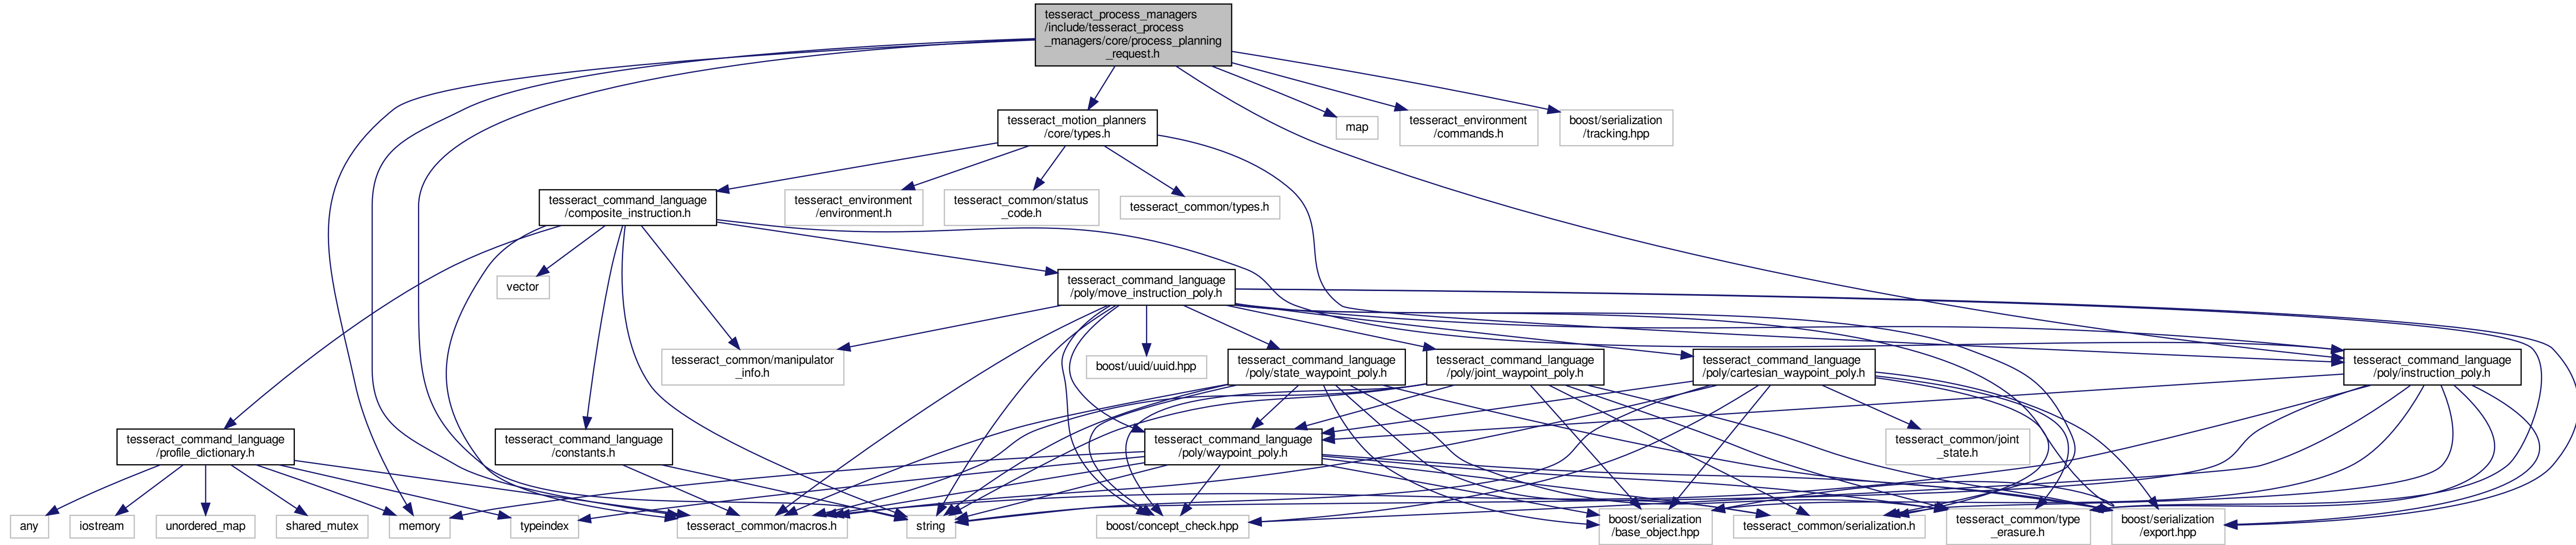 tesseract_process_managers
/include/tesseract_process
_managers/core/process_planning
_request.h
tesseract_motion_planners
/core/types.h
map
tesseract_environment
/commands.h
boost/serialization
/tracking.hpp
tesseract_command_language
/composite_instruction.h
tesseract_environment
/environment.h
tesseract_common/status
_code.h
tesseract_common/types.h
vector
tesseract_command_language
/poly/move_instruction_poly.h
tesseract_common/manipulator
_info.h
boost/uuid/uuid.hpp
tesseract_command_language
/poly/state_waypoint_poly.h
tesseract_command_language
/poly/joint_waypoint_poly.h
tesseract_command_language
/poly/cartesian_waypoint_poly.h
tesseract_command_language
/poly/instruction_poly.h
tesseract_command_language
/profile_dictionary.h
tesseract_command_language
/constants.h
tesseract_command_language
/poly/waypoint_poly.h
tesseract_common/joint
_state.h
any
iostream
unordered_map
shared_mutex
memory
typeindex
tesseract_common/macros.h
string
boost/concept_check.hpp
boost/serialization
/base_object.hpp
tesseract_common/serialization.h
tesseract_common/type
_erasure.h
boost/serialization
/export.hpp